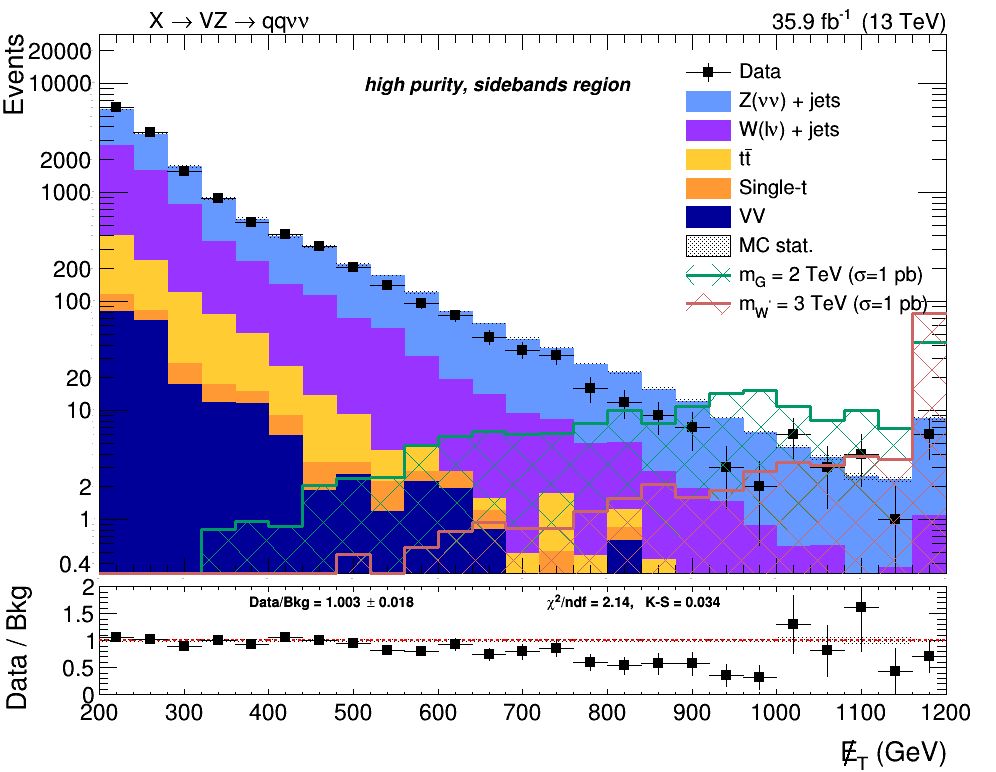 X → VZ → qqνν
35.9 fb⁻¹ (13 TeV)
Events
20000
10000
2000
1000
200
100
20
10
2
1
0.4
high purity, sidebands region
Data
Z(νν) + jets
W(lν) + jets
tt̄
Single-t
VV
MC stat.
m_G = 2 TeV (σ=1 pb)
m_W' = 3 TeV (σ=1 pb)
Data / Bkg
2
1.5
1
0.5
0
Data/Bkg = 1.003 ± 0.018
χ²/ndf = 2.14, K-S = 0.034
200 300 400 500 600 700 800 900 1000 1100 1200
E̸_T (GeV)